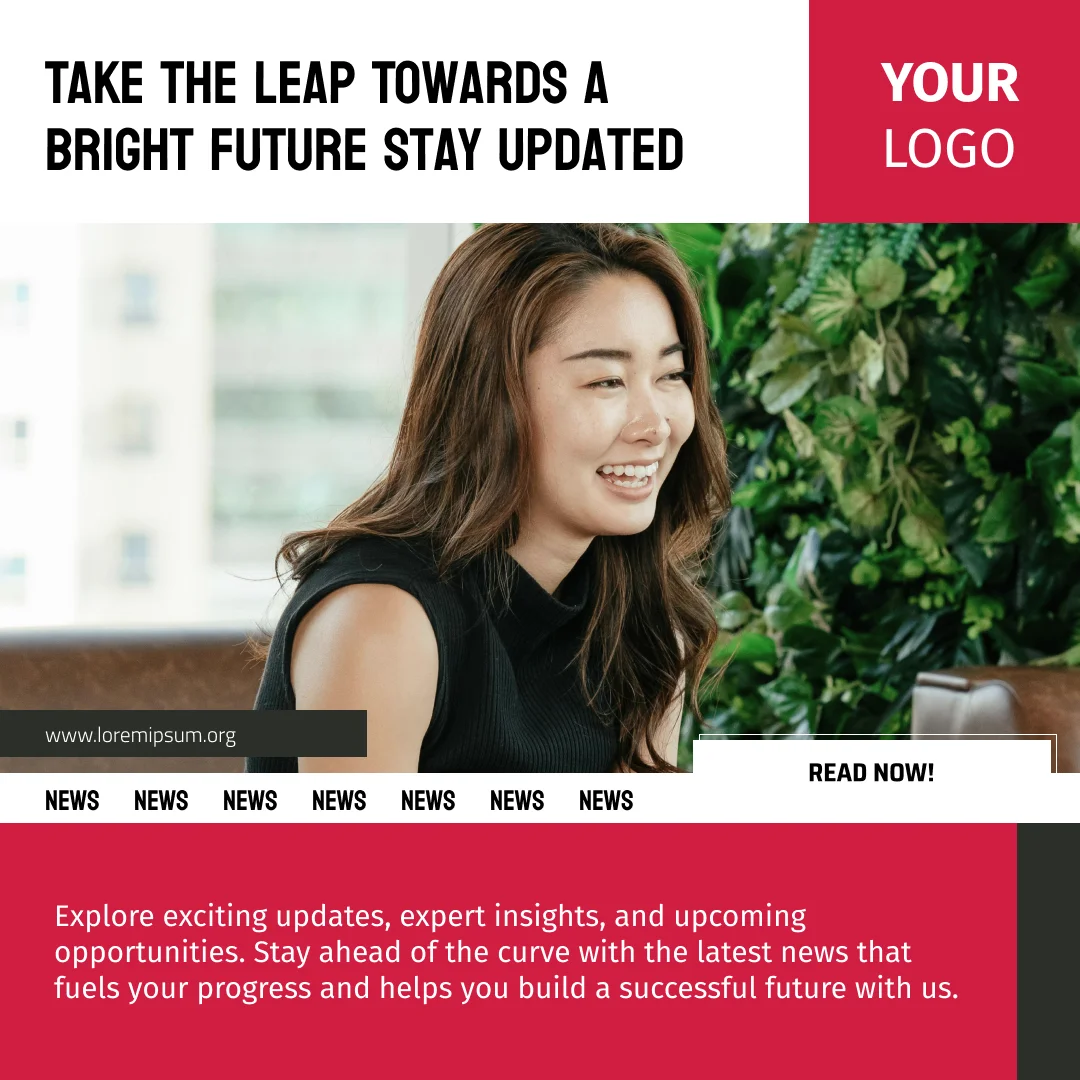 TAKE THE LEAP TOWARDS A
BRIGHT FUTURE STAY UPDATED
YOUR
LOGO
www.loremipsum.org
READ NOW!
NEWS NEWS NEWS NEWS NEWS NEWS NEWS
Explore exciting updates, expert insights, and upcoming
opportunities. Stay ahead of the curve with the latest news that
fuels your progress and helps you build a successful future with us.